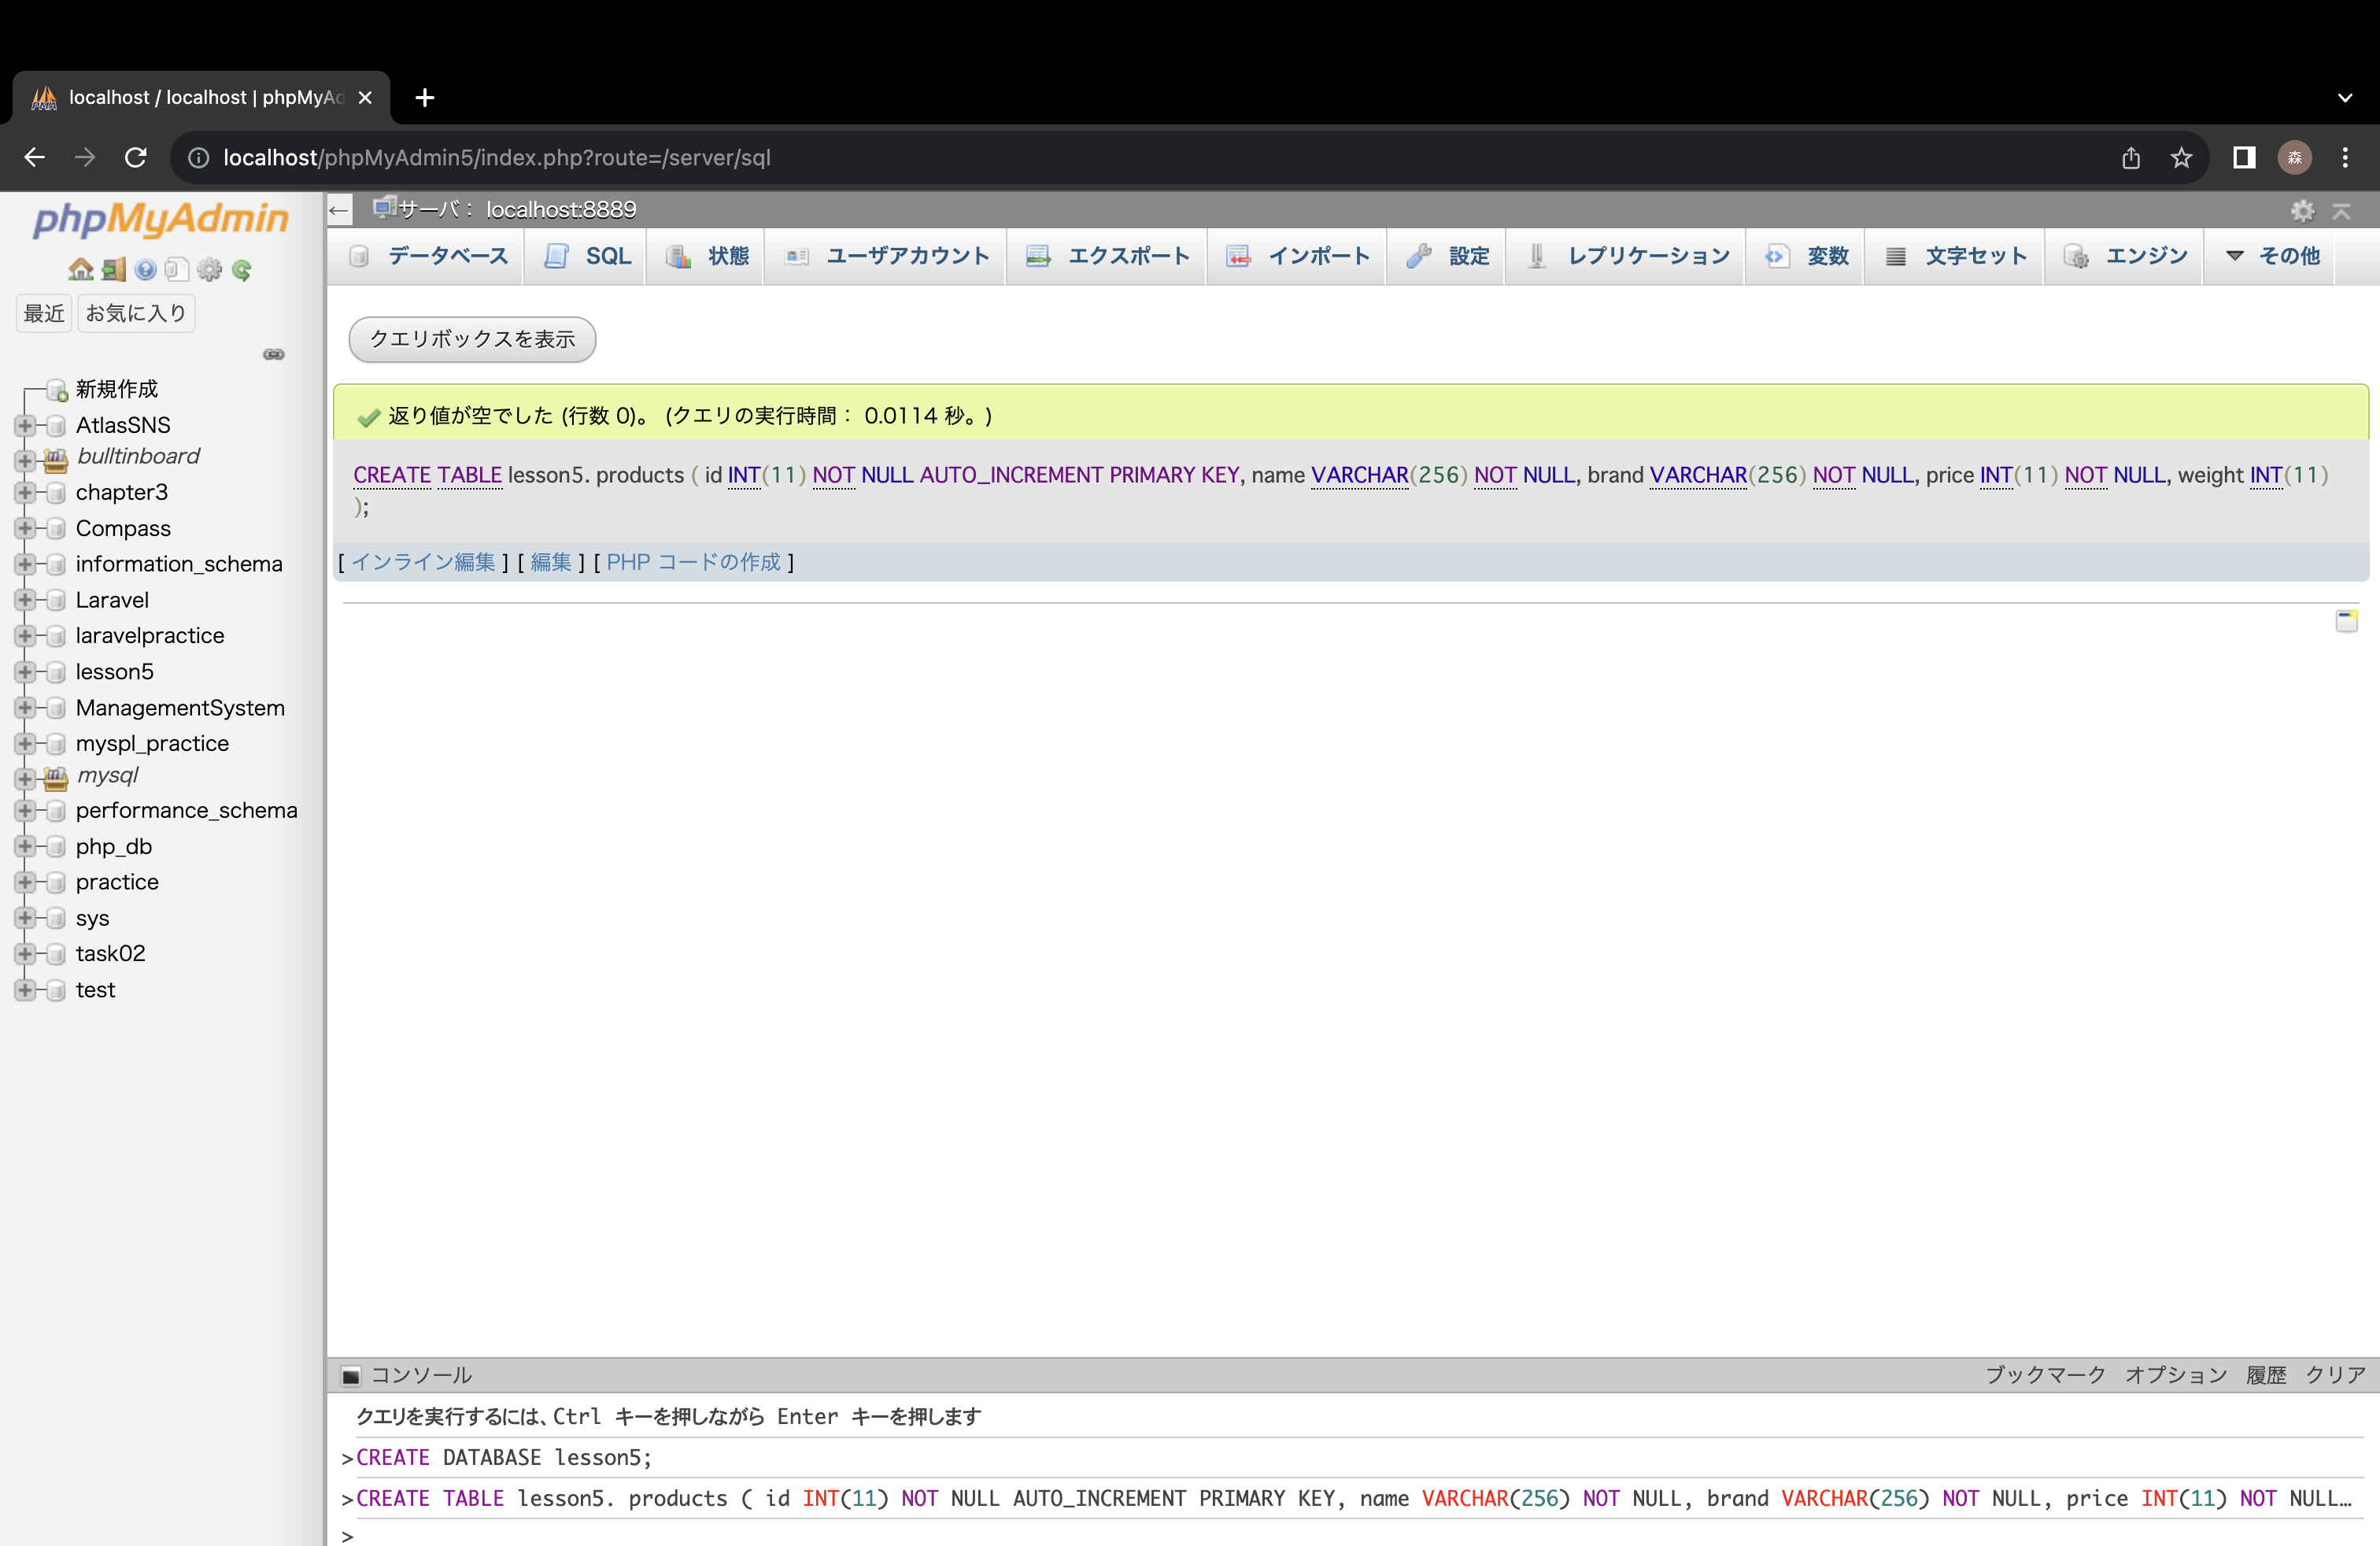 localhost / localhost | phpMyAd
localhost/phpMyAdmin5/index.php?route=/server/sql
森
phpMyAdmin
最近 お気に入り
新規作成
AtlasSNS
bulltinboard
chapter3
Compass
information_schema
Laravel
laravelpractice
lesson5
ManagementSystem
myspl_practice
mysql
performance_schema
php_db
practice
sys
task02
test
サーバ： localhost:8889
データベース SQL 状態 ユーザアカウント エクスポート インポート 設定 レプリケーション 変数 文字セット エンジン その他
クエリボックスを表示
返り値が空でした (行数 0)。 (クエリの実行時間： 0.0114 秒。)
CREATE TABLE lesson5. products ( id INT(11) NOT NULL AUTO_INCREMENT PRIMARY KEY, name VARCHAR(256) NOT NULL, brand VARCHAR(256) NOT NULL, price INT(11) NOT NULL, weight INT(11)
);
[ インライン編集 ] [ 編集 ] [ PHP コードの作成 ]
コンソール ブックマーク オプション 履歴 クリア
クエリを実行するには、Ctrl キーを押しながら Enter キーを押します
>CREATE DATABASE lesson5;
>CREATE TABLE lesson5. products ( id INT(11) NOT NULL AUTO_INCREMENT PRIMARY KEY, name VARCHAR(256) NOT NULL, brand VARCHAR(256) NOT NULL, price INT(11) NOT NULL…
>